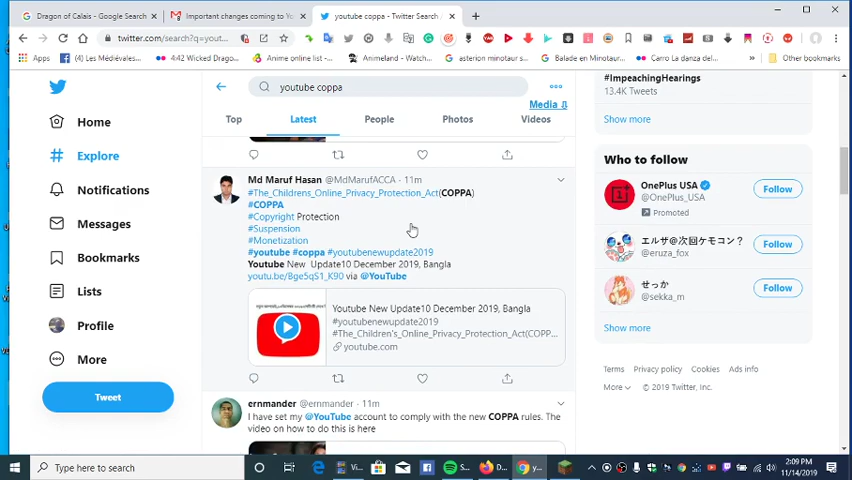 Dragon of Calais - Google Search
Important changes coming to Yo
youtube coppa - Twitter Search
twitter.com/search?q=yout...
Apps
(1) Les Médiévales...
4:42 Wicked Drago...
Anime online list -...
Animeland - Watch...
asterion minotaur s...
Balade en Minotaur...
Carro La danza del...
Other bookmarks
Home
Explore
Notifications
Messages
Bookmarks
Lists
Profile
More
Tweet
youtube coppa
Media
Top
Latest
People
Photos
Videos
Md Maruf Hasan @MdMarufACCA · 11m
#The_Childrens_Online_Privacy_Protection_Act(COPPA)
#COPPA
#Copyright Protection
#Suspension
#Monetization
#youtube #coppa #youtubenewupdate2019
Youtube New Update10 December 2019, Bangla
youtu.be/8ge5qS1_K90 via @YouTube
Youtube New Update10 December 2019, Bangla
#youtubenewupdate2019
#The_Children's_Online_Privacy_Protection_Act(COPP...
youtube.com
ernmander @ernmander · 11m
I have set my @YouTube account to comply with the new COPPA rules. The
video on how to do this is here
#ImpeachingHearings
13.4K Tweets
Show more
Who to follow
OnePlus USA
@OnePlus_USA
Promoted
Follow
エルザ@次回ケモコン？
@eruza_fox
Follow
せっか
@sekka_m
Follow
Show more
Terms Privacy policy Cookies Ads info
More © 2019 Twitter, Inc.
Type here to search
Vi...
S...
D...
y...
2:09 PM
11/14/2019